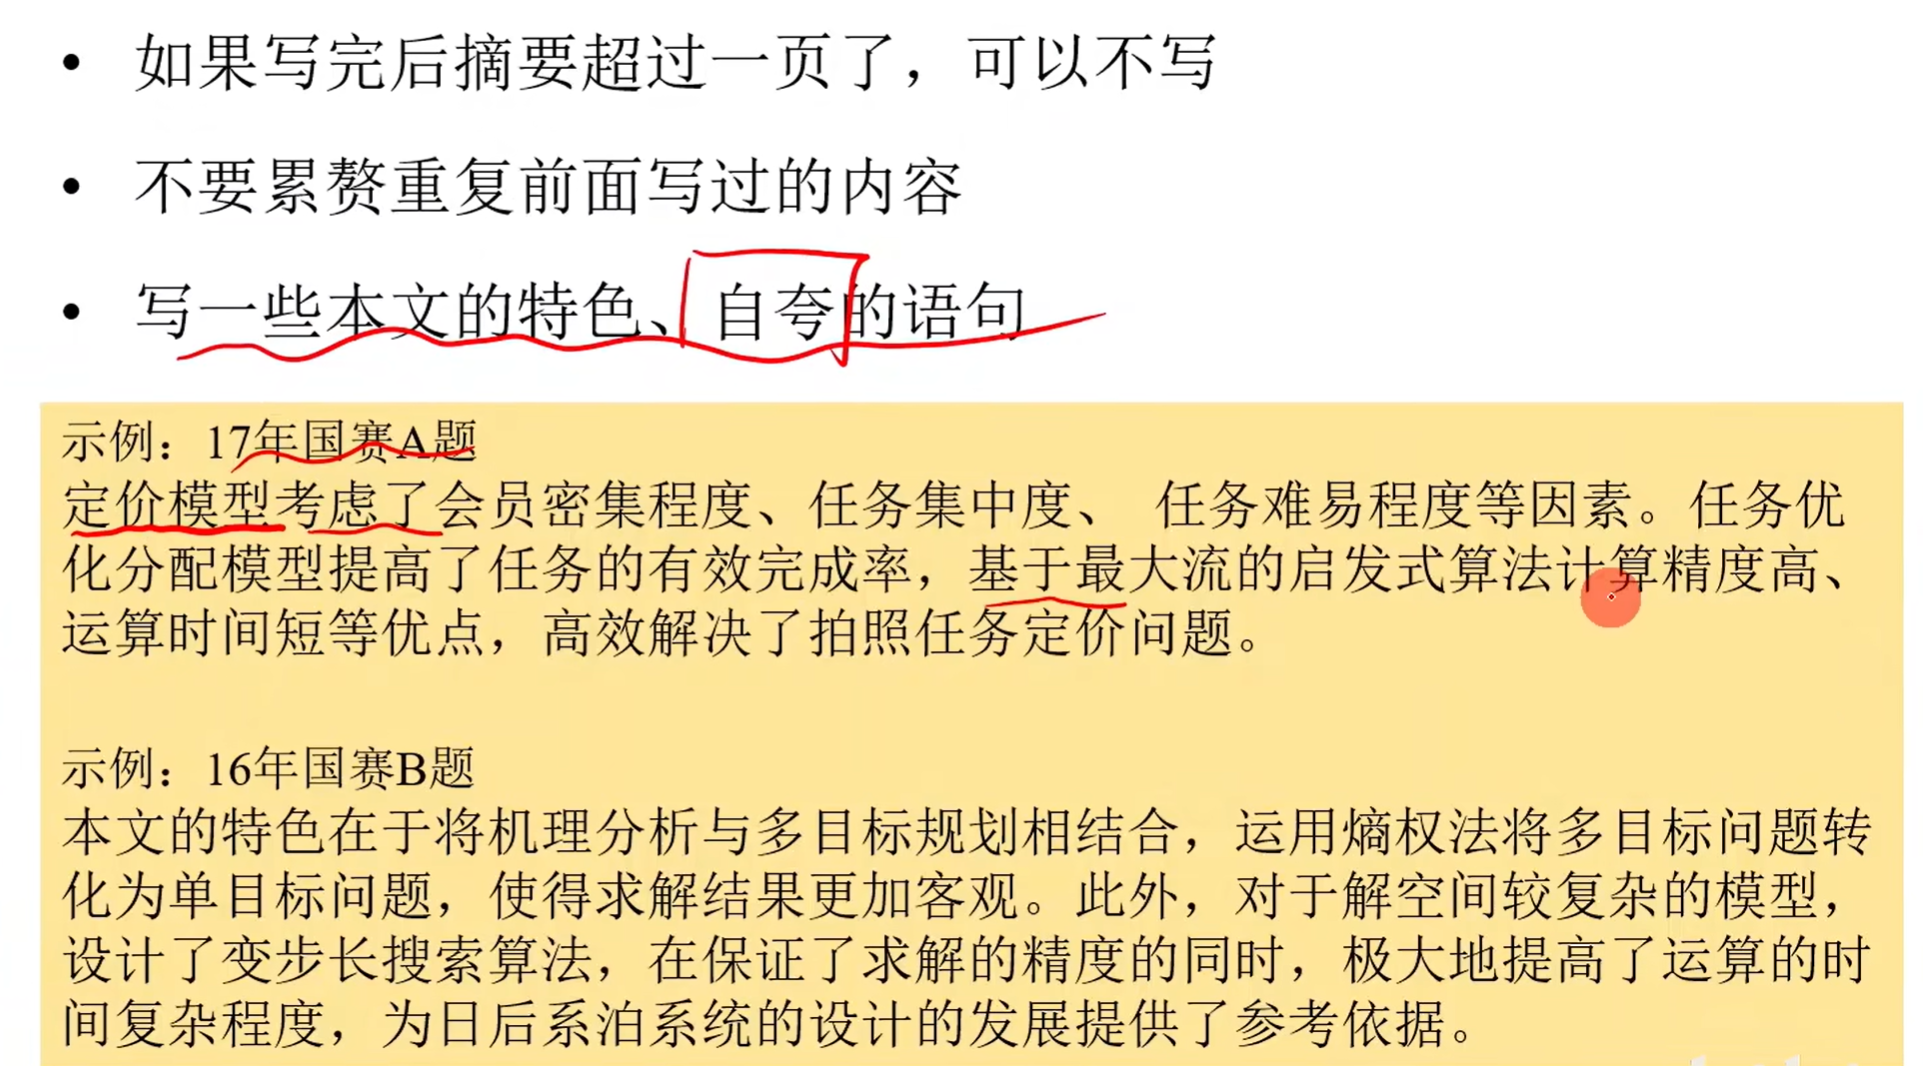 • 如果写完后摘要超过一页了，可以不写
• 不要累赘重复前面写过的内容
• 写一些本文的特色、自夸的语句
示例：17年国赛A题
定价模型考虑了会员密集程度、任务集中度、 任务难易程度等因素。任务优
化分配模型提高了任务的有效完成率，基于最大流的启发式算法计算精度高、
运算时间短等优点，高效解决了拍照任务定价问题。
示例：16年国赛B题
本文的特色在于将机理分析与多目标规划相结合，运用熵权法将多目标问题转
化为单目标问题，使得求解结果更加客观。此外，对于解空间较复杂的模型，
设计了变步长搜索算法，在保证了求解的精度的同时，极大地提高了运算的时
间复杂程度，为日后系泊系统的设计的发展提供了参考依据。